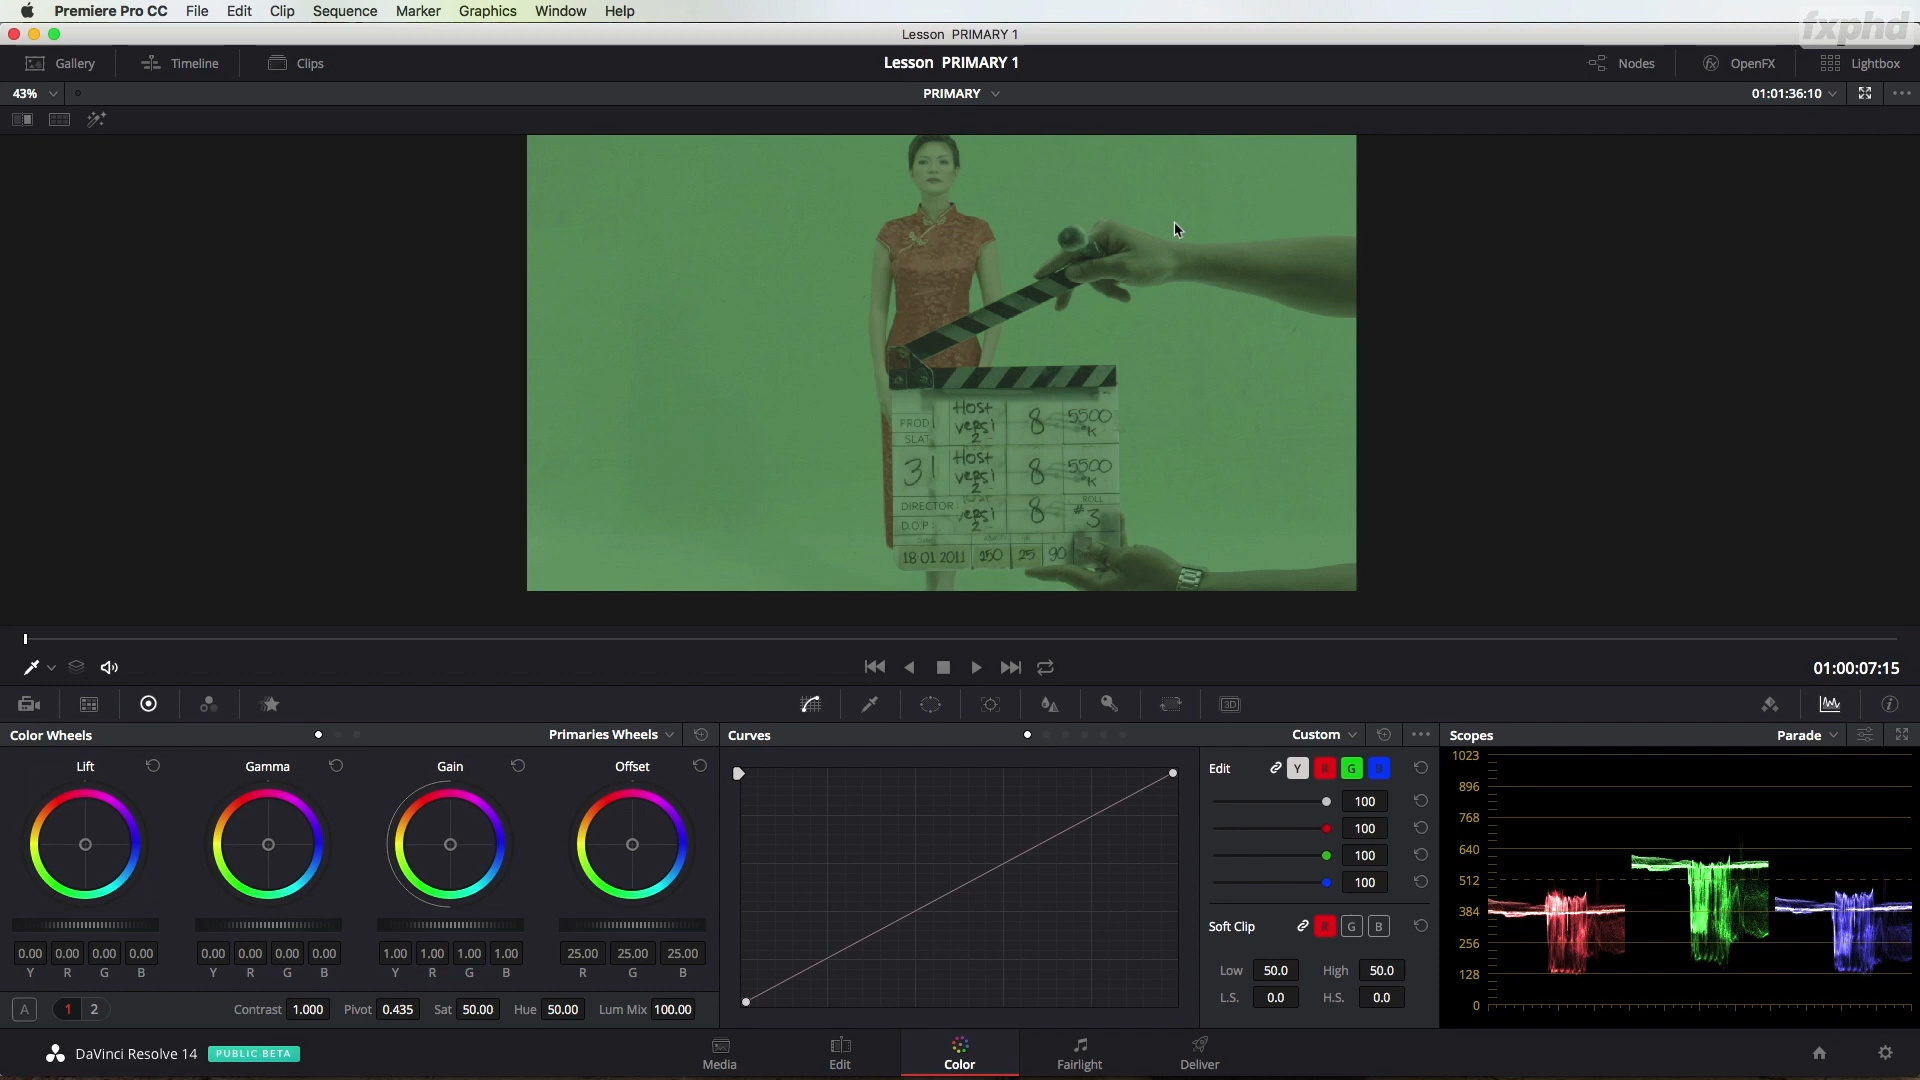 Premiere Pro CC File Edit Clip Sequence Marker Graphics Window Help
fxphd
Lesson PRIMARY 1
Gallery Timeline Clips Lesson PRIMARY 1 Nodes OpenFX Lightbox
43% PRIMARY 01:01:36:10
Host
PROD. versi 8 5500
2 °K
SLAT
Host
31 versi 8 5500
2 °K
ROLL
DIRECTOR versi 8 #3
D.O.P 2
18 01 2011 250 25 90
01:00:07:15
3D
Color Wheels Primaries Wheels Curves Custom Scopes Parade
Lift Gamma Gain Offset
0.00 0.00 0.00 0.00 0.00 0.00 0.00 0.00 1.00 1.00 1.00 1.00 25.00 25.00 25.00
Y R G B Y R G B Y R G B R G B
A 1 2 Contrast 1.000 Pivot 0.435 Sat 50.00 Hue 50.00 Lum Mix 100.00
Edit Y R G B
100
100
100
100
Soft Clip R G B
Low 50.0 High 50.0
L.S. 0.0 H.S. 0.0
1023
896
768
640
512
384
256
128
0
DaVinci Resolve 14 PUBLIC BETA
Media Edit Color Fairlight Deliver